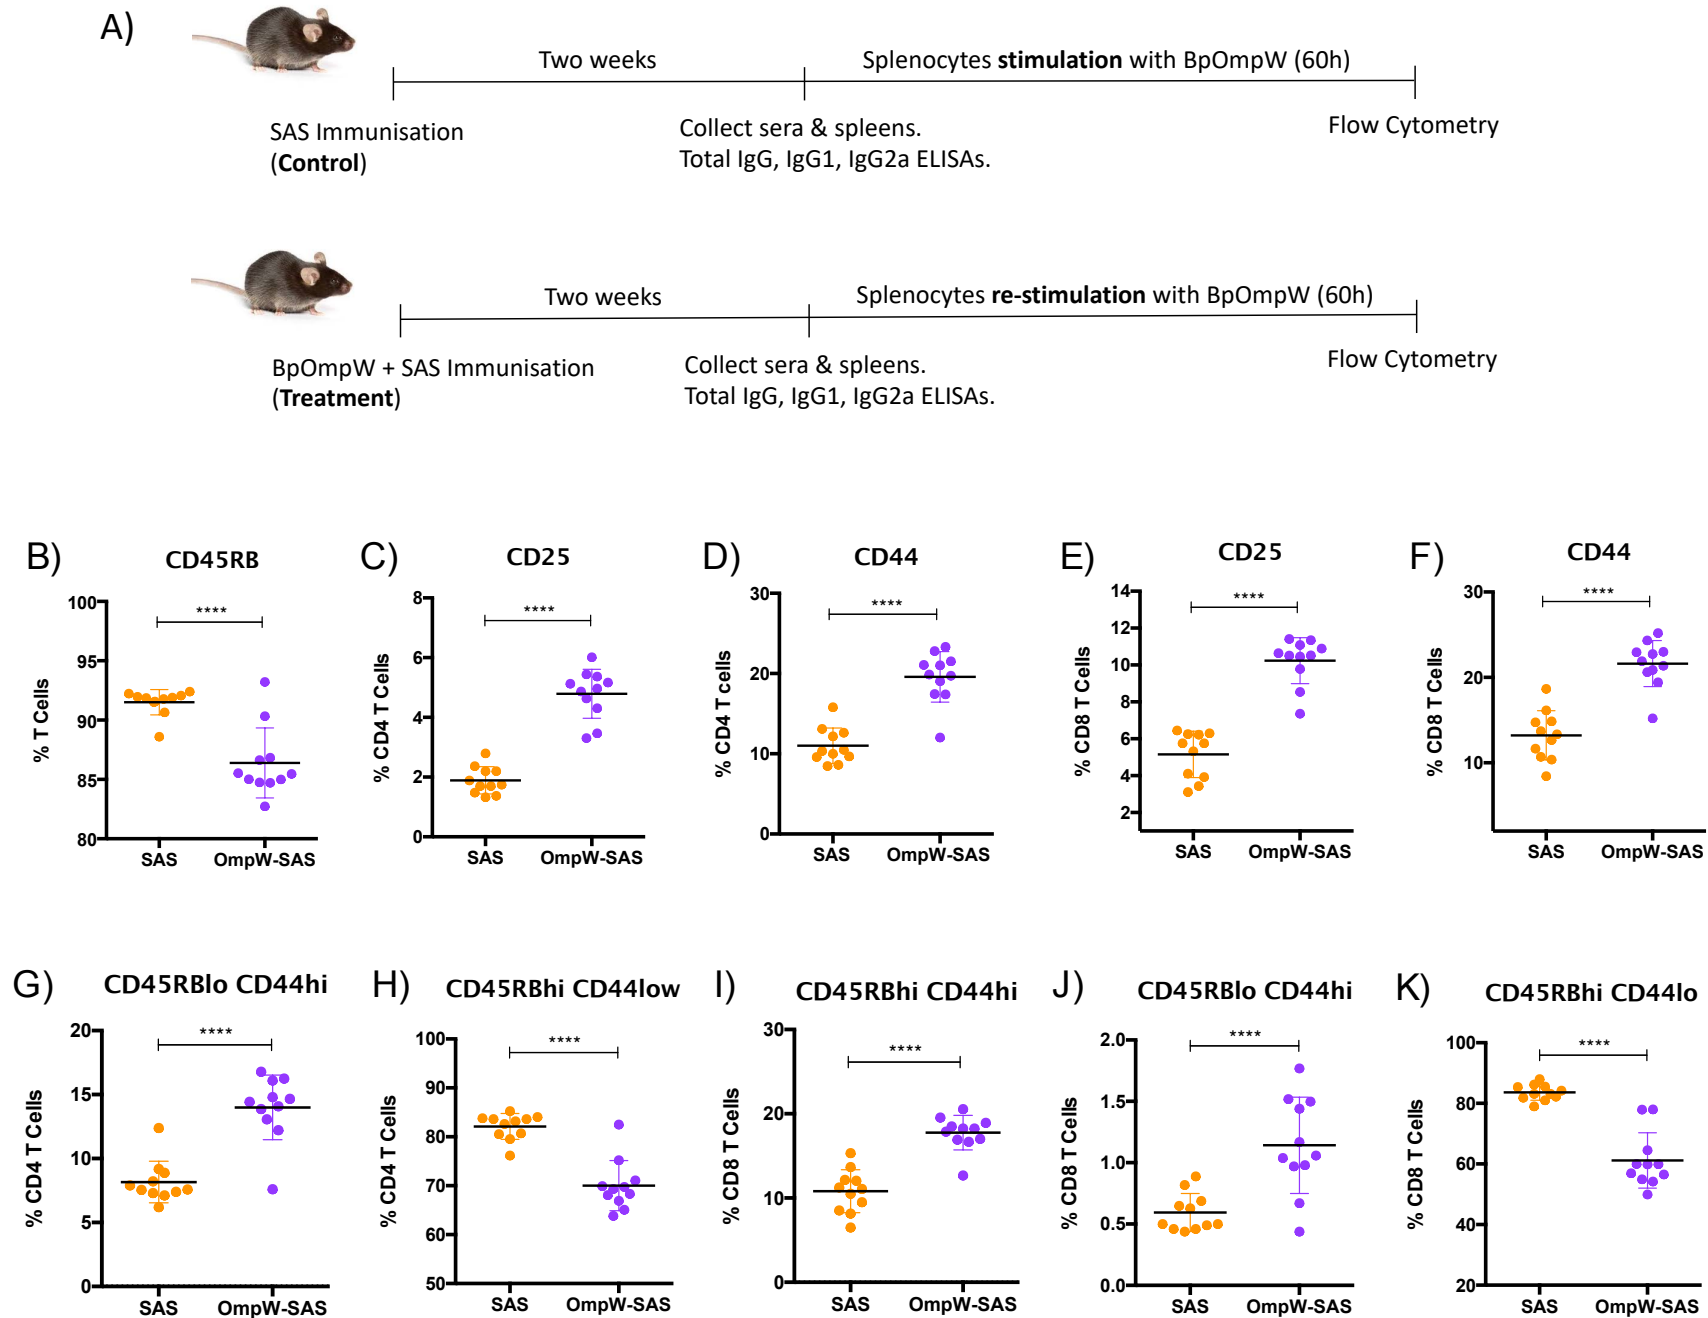 A)
Two weeks
Splenocytes stimulation with BpOmpW (60h)
SAS Immunisation
(Control)
Collect sera & spleens.
Total IgG, IgG1, IgG2a ELISAs.
Flow Cytometry
Two weeks
Splenocytes re-stimulation with BpOmpW (60h)
BpOmpW + SAS Immunisation
(Treatment)
Collect sera & spleens.
Total IgG, IgG1, IgG2a ELISAs.
Flow Cytometry
B)
CD45RB
% T Cells
100
95
90
85
80
****
SAS
OmpW-SAS
C)
CD25
% CD4 T Cells
8
6
4
2
0
****
SAS
OmpW-SAS
D)
CD44
% CD4 T cells
30
20
10
0
****
SAS
OmpW-SAS
E)
CD25
% CD8 T Cells
14
12
10
8
6
4
2
****
SAS
OmpW-SAS
F)
CD44
% CD8 T Cells
30
20
10
****
SAS
OmpW-SAS
G)
CD45RBlo CD44hi
% CD4 T Cells
20
15
10
5
0
****
SAS
OmpW-SAS
H)
CD45RBhi CD44low
% CD4 T Cells
100
90
80
70
60
50
****
SAS
OmpW-SAS
I)
CD45RBhi CD44hi
% CD8 T Cells
30
20
10
0
****
SAS
OmpW-SAS
J)
CD45RBlo CD44hi
% CD8 T Cells
2.0
1.5
1.0
0.5
0.0
****
SAS
OmpW-SAS
K)
CD45RBhi CD44lo
% CD8 T Cells
100
80
60
40
20
****
SAS
OmpW-SAS